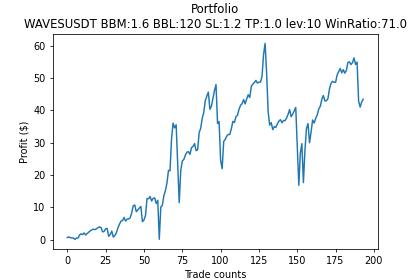 Portfolio
WAVESUSDT BBM:1.6 BBL:120 SL:1.2 TP:1.0 lev:10 WinRatio:71.0
60
50
40
30
20
10
0
Profit ($)
0 25 50 75 100 125 150 175 200
Trade counts